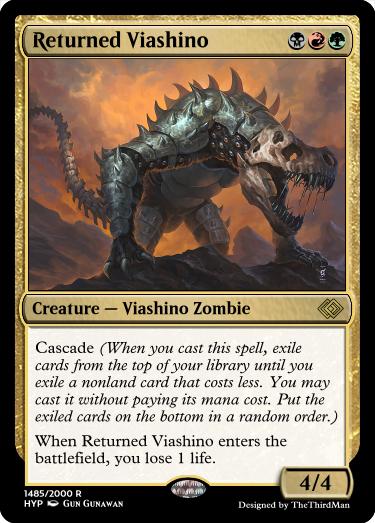 Returned Viashino
Creature — Viashino Zombie
Cascade (When you cast this spell, exile
cards from the top of your library until you
exile a nonland card that costs less. You may
cast it without paying its mana cost. Put the
exiled cards on the bottom in a random order.)
When Returned Viashino enters the
battlefield, you lose 1 life.
4/4
1485/2000 R
HYP Gun Gunawan
Designed by TheThirdMan